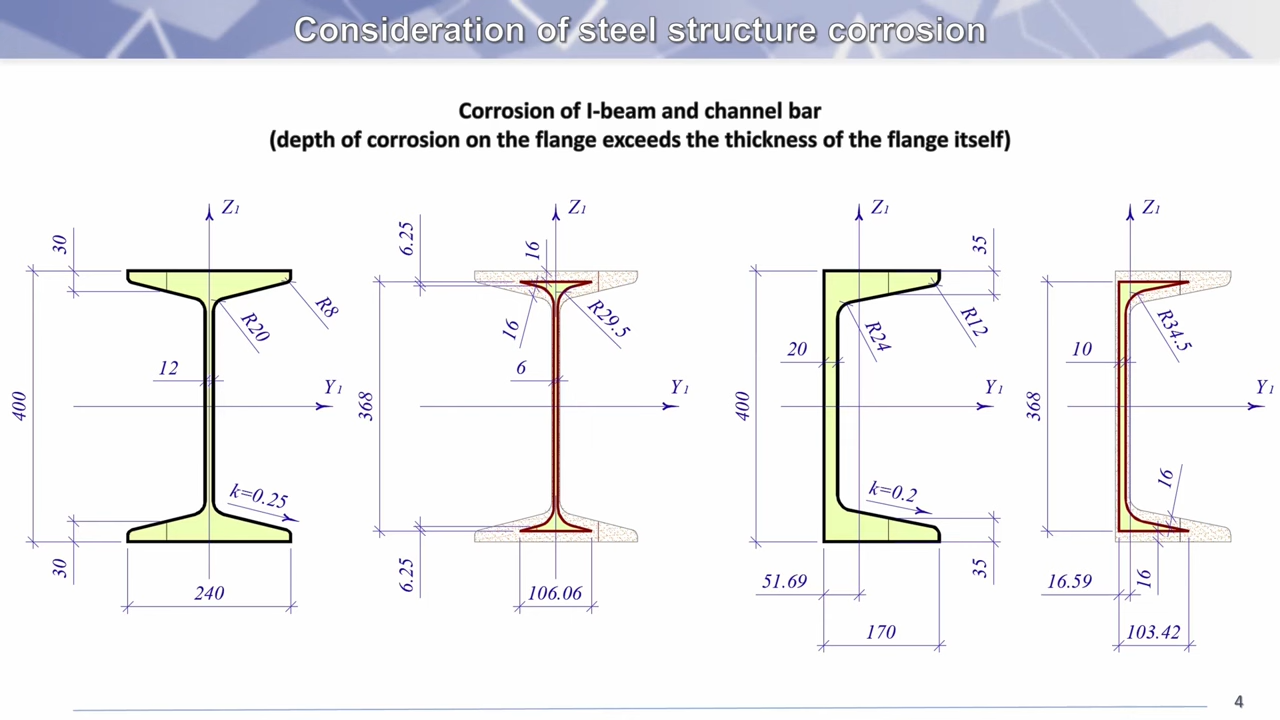 Consideration of steel structure corrosion
Corrosion of I-beam and channel bar
(depth of corrosion on the flange exceeds the thickness of the flange itself)
Z1
30
R8
R20
12
Y1
400
k=0.25
30
240
Z1
6.25
16
16
R29.5
6
Y1
368
6.25
106.06
Z1
35
R12
R24
20
Y1
400
k=0.2
35
51.69
170
Z1
R34.5
10
Y1
368
16
16
16.59
103.42
4